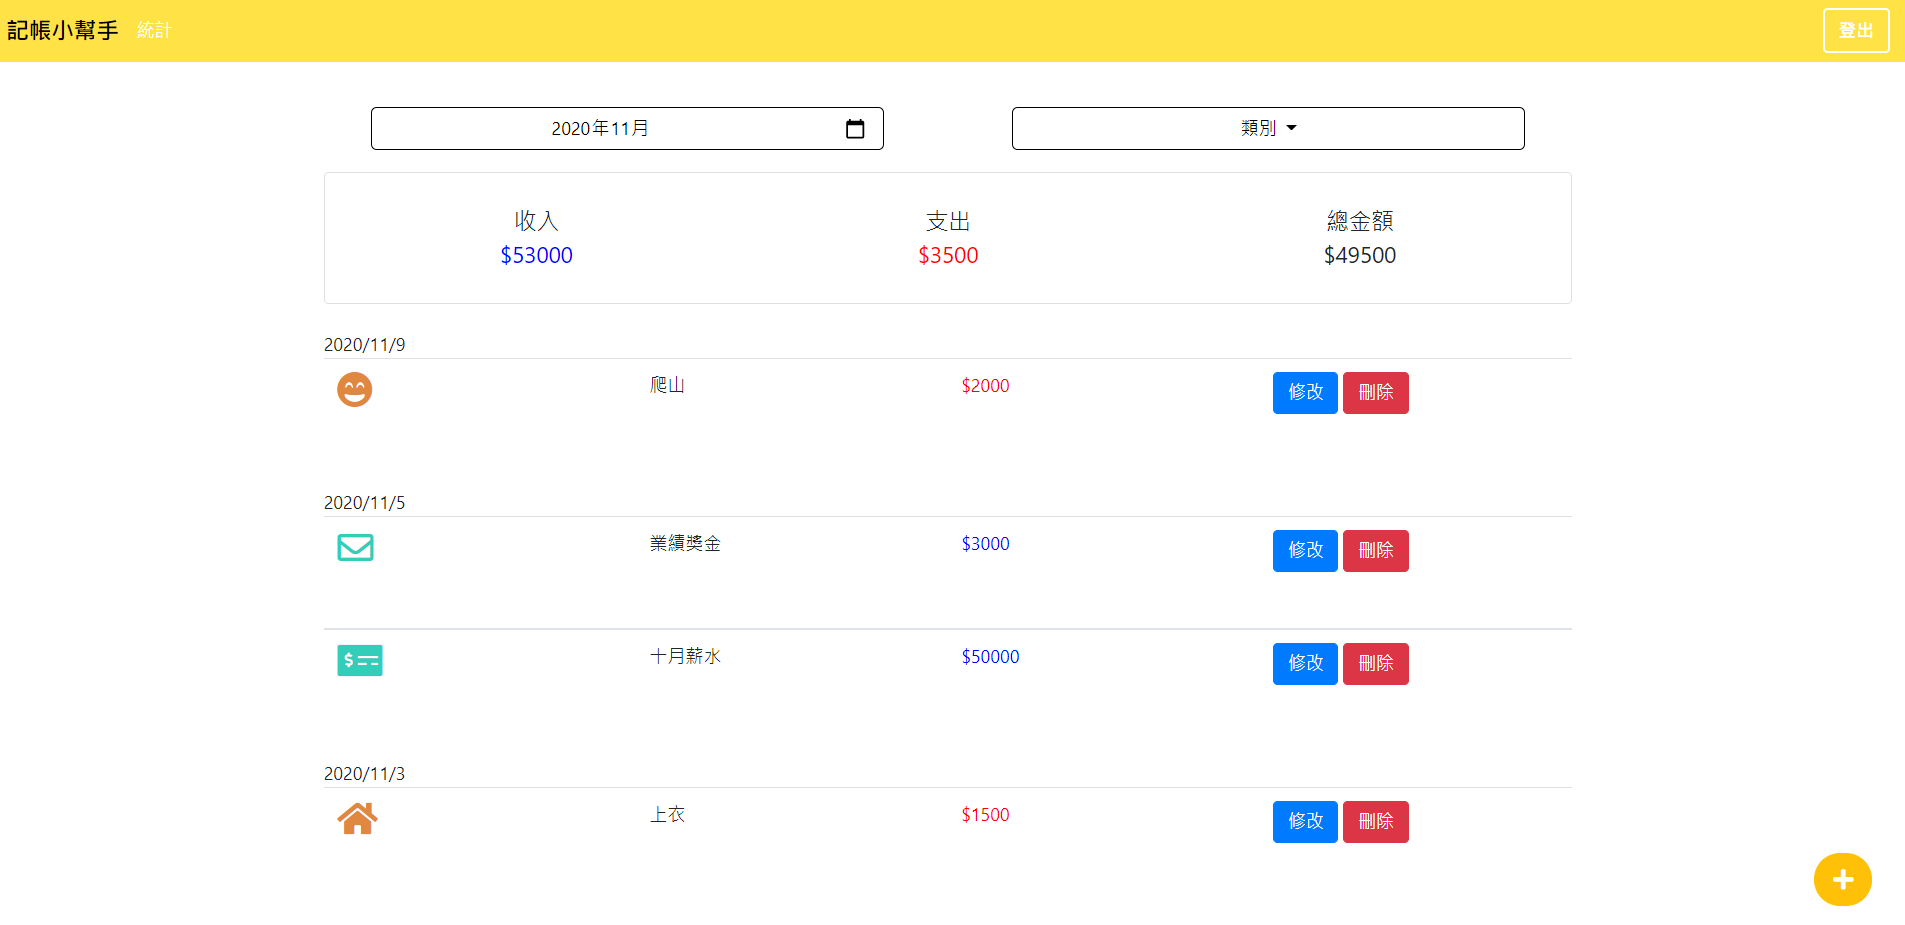 記帳小幫手 統計 登出
2020年11月 類別
收入 支出 總金額
$53000 $3500 $49500
2020/11/9
爬山 $2000 修改 刪除
2020/11/5
業績獎金 $3000 修改 刪除
$ 十月薪水 $50000 修改 刪除
2020/11/3
上衣 $1500 修改 刪除